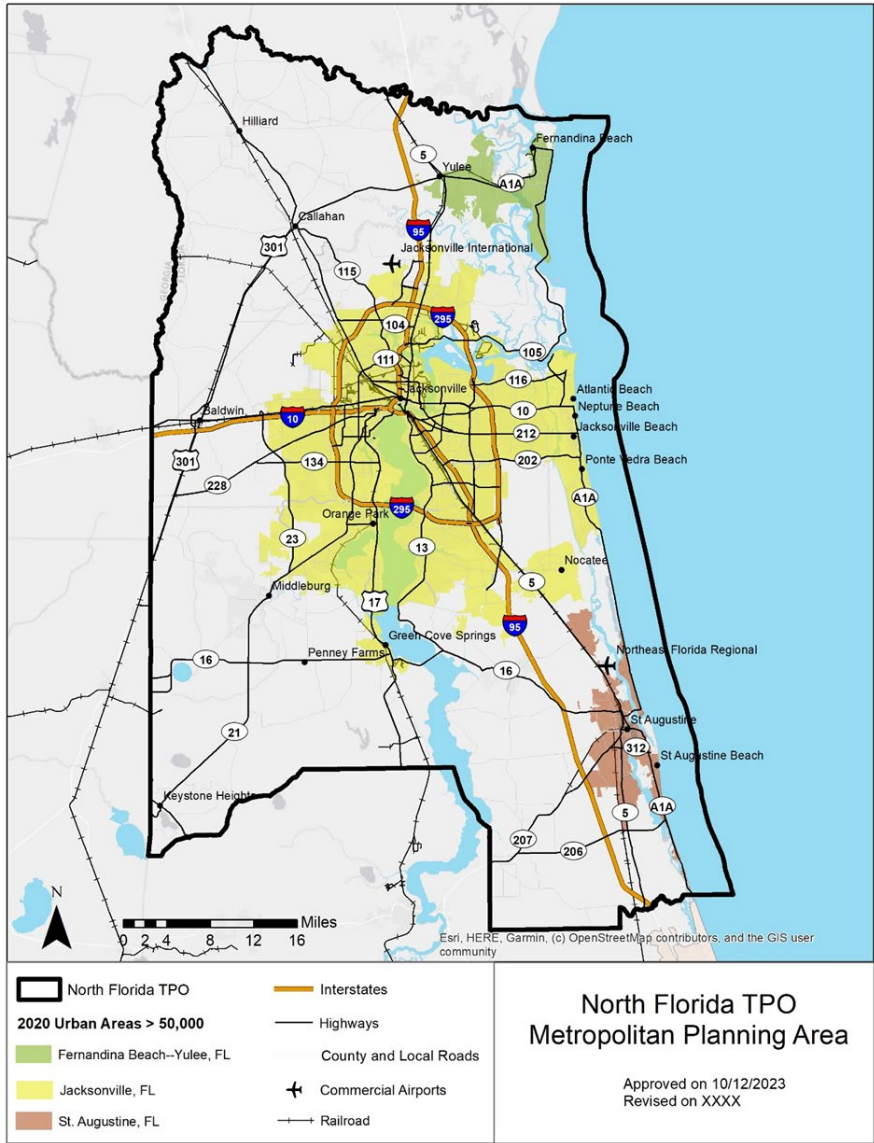 Hilliard
Fernandina Beach
5
Yulee
A1A
Callahan
95
301
Jacksonville International
115
GEORGIA
FLORIDA
295
104
105
111
116
Jacksonville
Atlantic Beach
Baldwin
10
Neptune Beach
10
212
Jacksonville Beach
301
134
202
Ponte Vedra Beach
228
A1A
295
Orange Park
23
13
Nocatee
5
Middleburg
17
95
Green Cove Springs
Northeast Florida Regional
16
Penney Farms
16
21
St Augustine
312
St Augustine Beach
Keystone Heights
5
A1A
207
206
N
Miles
0 2 4 8 12 16
Esri, HERE, Garmin, (c) OpenStreetMap contributors, and the GIS user
community
North Florida TPO
2020 Urban Areas > 50,000
Fernandina Beach--Yulee, FL
Jacksonville, FL
St. Augustine, FL
Interstates
Highways
County and Local Roads
Commercial Airports
Railroad
North Florida TPO
Metropolitan Planning Area
Approved on 10/12/2023
Revised on XXXX